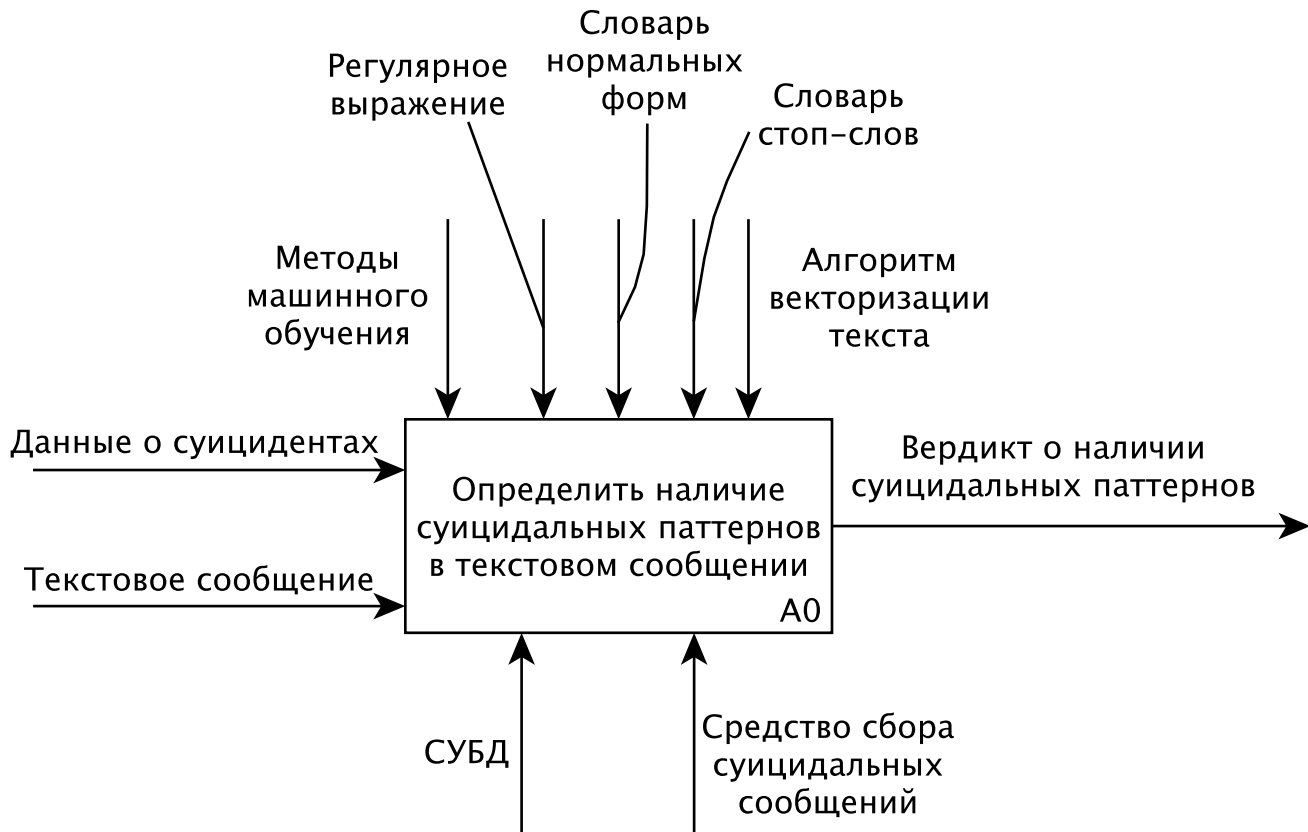 Словарь
нормальных
форм
Регулярное
выражение
Словарь
стоп-слов
Методы
машинного
обучения
Алгоритм
векторизации
текста
Данные о суицидентах
Текстовое сообщение
Определить наличие
суицидальных паттернов
в текстовом сообщении
А0
Вердикт о наличии
суицидальных паттернов
СУБД
Средство сбора
суицидальных
сообщений